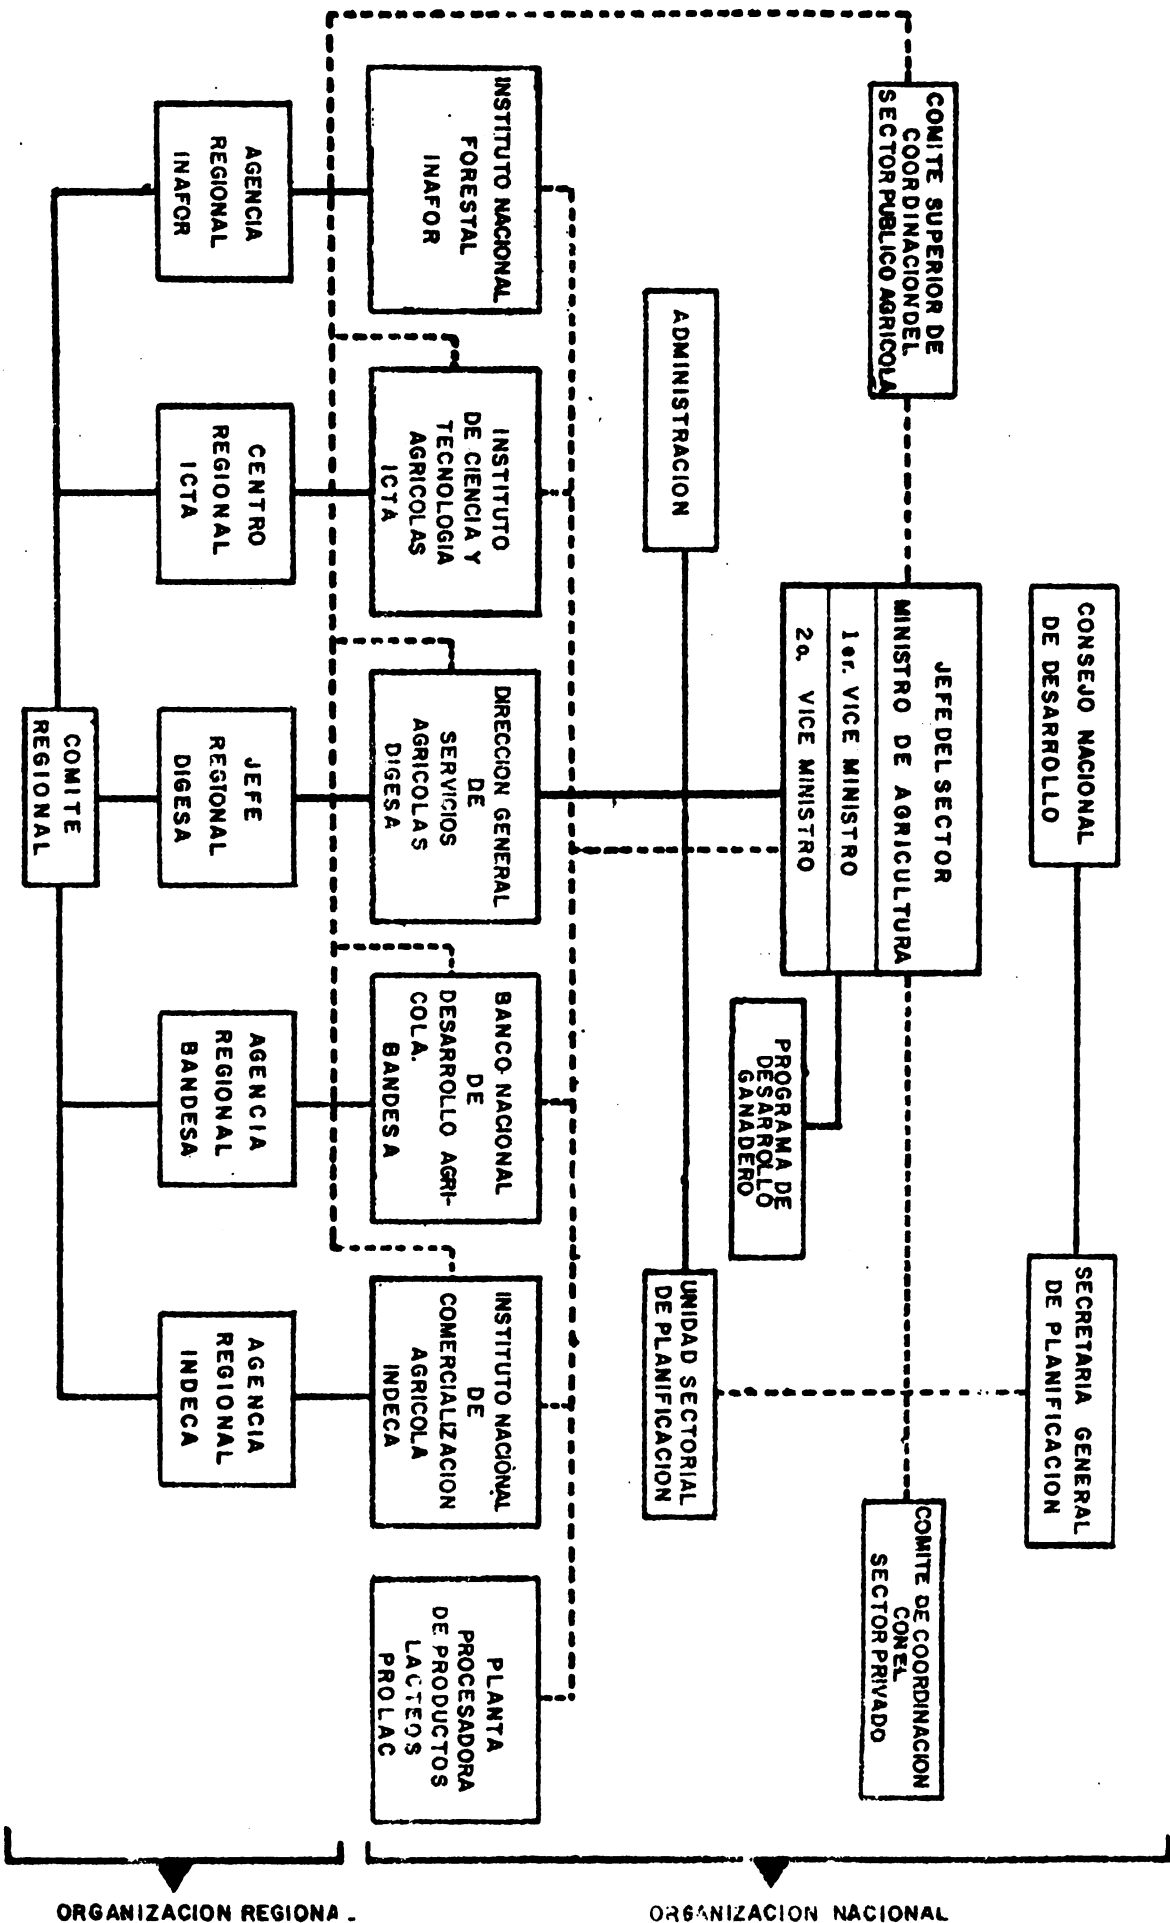 CONSEJO NACIONAL
DE DESARROLLO
SECRETARIA GENERAL
DE PLANIFICACION
COMITE SUPERIOR DE
COORDINACIONDEL
SECTOR PUBLICO AGRICOLA
JEFE DEL SECTOR
MINISTRO DE AGRICULTURA
1er. VICE MINISTRO
2a. VICE MINISTRO
COMITE DE COORDINACION
CONEL
SECTOR PRIVADO
PROGRAMA DE
DESARROLLO
GANADERO
ADMINISTRACION
UNIDAD SECTORIAL
DE PLANIFICACION
INSTITUTO NACIONAL
FORESTAL
INAFOR
INSTITUTO
DE CIENCIA Y
TECNOLOGIA
AGRICOLAS
ICTA
DIRECCION GENERAL
DE
SERVICIOS
AGRICOLAS
DIGESA
BANCO NACIONAL
DE
DESARROLLO AGRI-
COLA.
BANDESA
INSTITUTO NACIONAL
DE
COMERCIALIZACION
AGRICOLA
INDECA
PLANTA
PROCESADORA
DE PRODUCTOS
LACTEOS
PROLAC
AGENCIA
REGIONAL
INAFOR
CENTRO
REGIONAL
ICTA
JEFE
REGIONAL
DIGESA
AGENCIA
REGIONAL
BANDESA
AGENCIA
REGIONAL
INDECA
COMITE
REGIONAL
ORGANIZACION NACIONAL
ORGANIZACION REGIONA